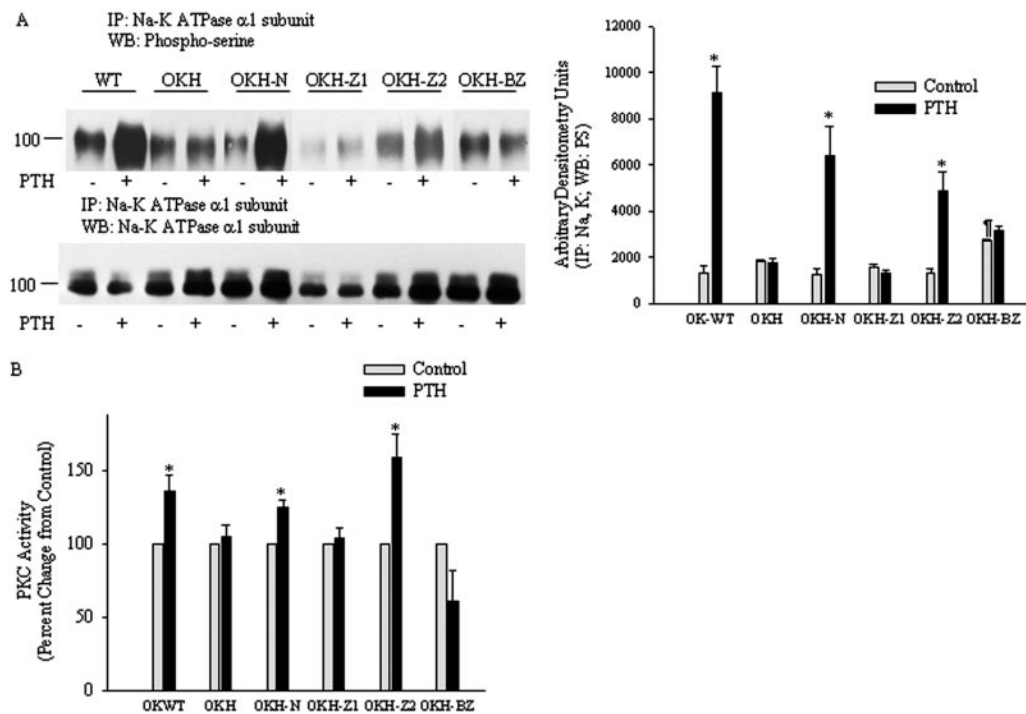 A
IP: Na-K ATPase α1 subunit
WB: Phospho-serine
WT OKH OKH-N OKH-Z1 OKH-Z2 OKH-BZ
100
PTH - + - + - + - + - + - +
IP: Na-K ATPase α1 subunit
WB: Na-K ATPase α1 subunit
100
PTH - + - + - + - + - + - +
Arbitrary Densitometry Units
(IP: Na, K; WB: PS)
12000
10000
8000
6000
4000
2000
0
Control
PTH
*
*
*
¶
OK-WT OKH OKH-N OKH-Z1 OKH-Z2 OKH-BZ
B
Control
PTH
PKC Activity
(Percent Change from Control)
150
100
50
0
*
*
*
OKWT OKH OKH-N OKH-Z1 OKH-Z2 OKH-BZ